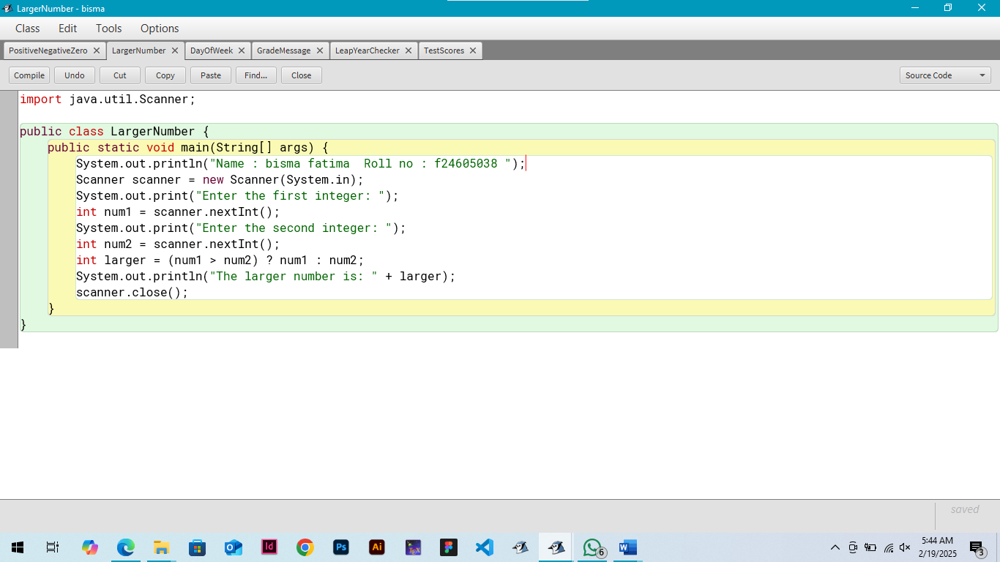 LargerNumber - bisma
Class Edit Tools Options
PositiveNegativeZero LargerNumber DayOfWeek GradeMessage LeapYearChecker TestScores
Compile Undo Cut Copy Paste Find... Close Source Code
import java.util.Scanner;
public class LargerNumber {
    public static void main(String[] args) {
        System.out.println("Name : bisma fatima  Roll no : f24605038 ");
        Scanner scanner = new Scanner(System.in);
        System.out.print("Enter the first integer: ");
        int num1 = scanner.nextInt();
        System.out.print("Enter the second integer: ");
        int num2 = scanner.nextInt();
        int larger = (num1 > num2) ? num1 : num2;
        System.out.println("The larger number is: " + larger);
        scanner.close();
    }
}
saved
Id Ps Ai 6 W 5:44 AM
2/19/2025 3